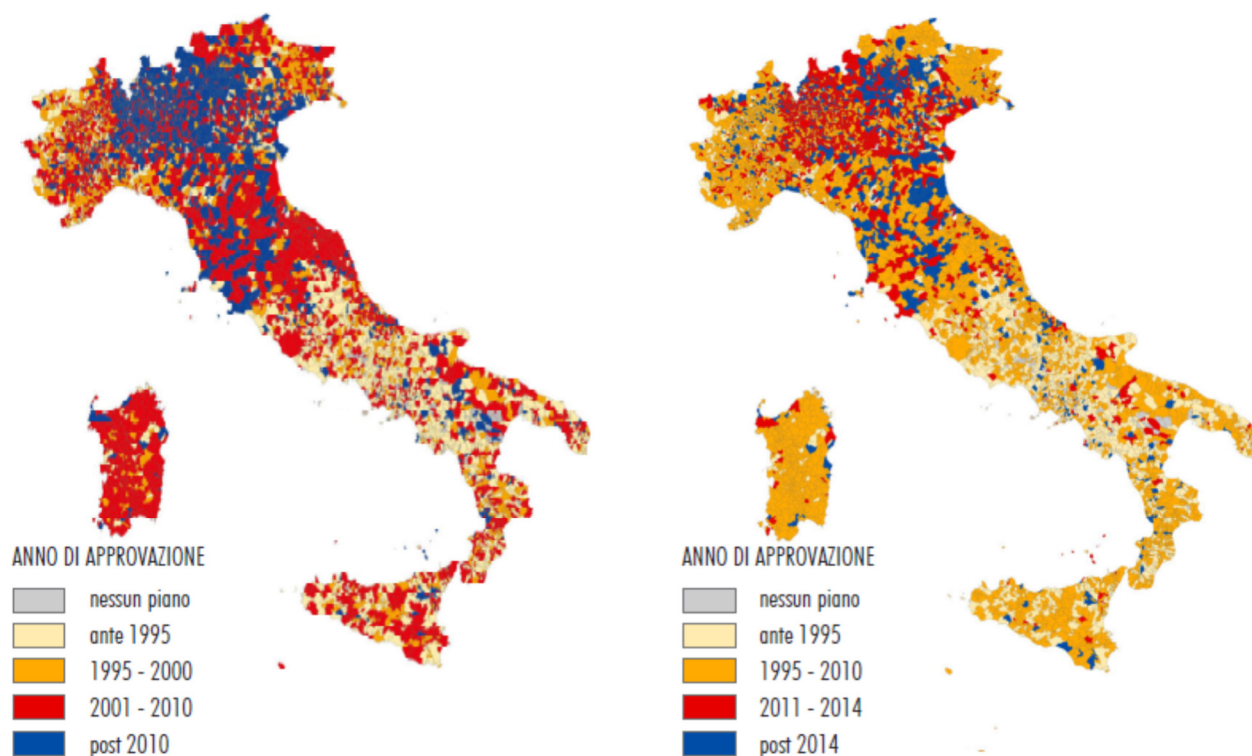 ANNO DI APPROVAZIONE
nessun piano
ante 1995
1995 - 2000
2001 - 2010
post 2010
ANNO DI APPROVAZIONE
nessun piano
ante 1995
1995 - 2010
2011 - 2014
post 2014